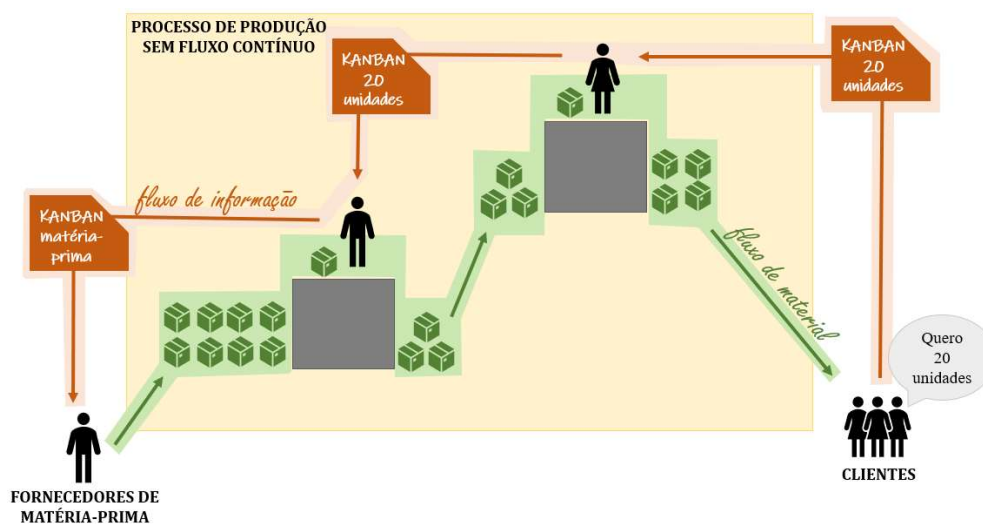 PROCESSO DE PRODUÇÃO
SEM FLUXO CONTÍNUO
KANBAN
20
unidades
KANBAN
20
unidades
fluxo de informação
KANBAN
matéria-
prima
fluxo de material
Quero
20
unidades
CLIENTES
FORNECEDORES DE
MATÉRIA-PRIMA